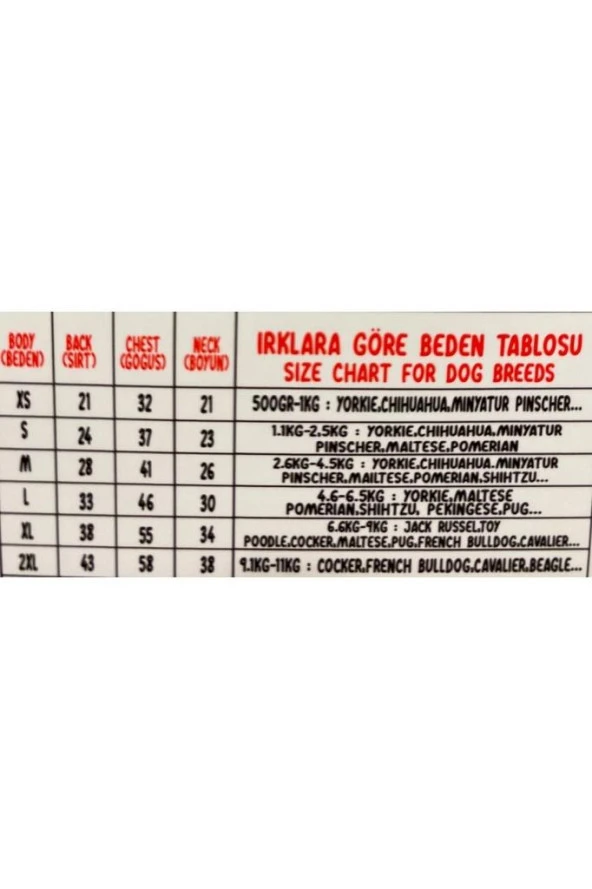 BODY (BEDEN) BACK (SIRT) CHEST (GOGUS) NECK (BOYUN) IRKLARA GÖRE BEDEN TABLOSU
SIZE CHART FOR DOG BREEDS
XS 21 32 21 500GR-1KG : YORKIE.CHIHUAHUA.MINYATUR PINSCHER...
S 24 37 23 1.1KG-2.5KG : YORKIE.CHIHUAHUA.MINYATUR
PINSCHER.MALTESE.POMERIAN
M 28 41 26 2.6KG-4.5KG : YORKIE.CHIHUAHUA.MINYATUR
PINSCHER.MAILTESE.POMERIAN.SHIHTZU...
L 33 46 30 4.6-6.5KG : YORKIE.MALTESE
POMERIAN.SHIHTZU. PEKINGESE.PUG...
XL 38 55 34 6.6KG-9KG : JACK RUSSEL.TOY
POODLE.COCKER.MALTESE.PUG.FRENCH BULLDOG.CAVALIER...
2XL 43 58 38 9.1KG-11KG : COCKER.FRENCH BULLDOG.CAVALIER.BEAGLE...